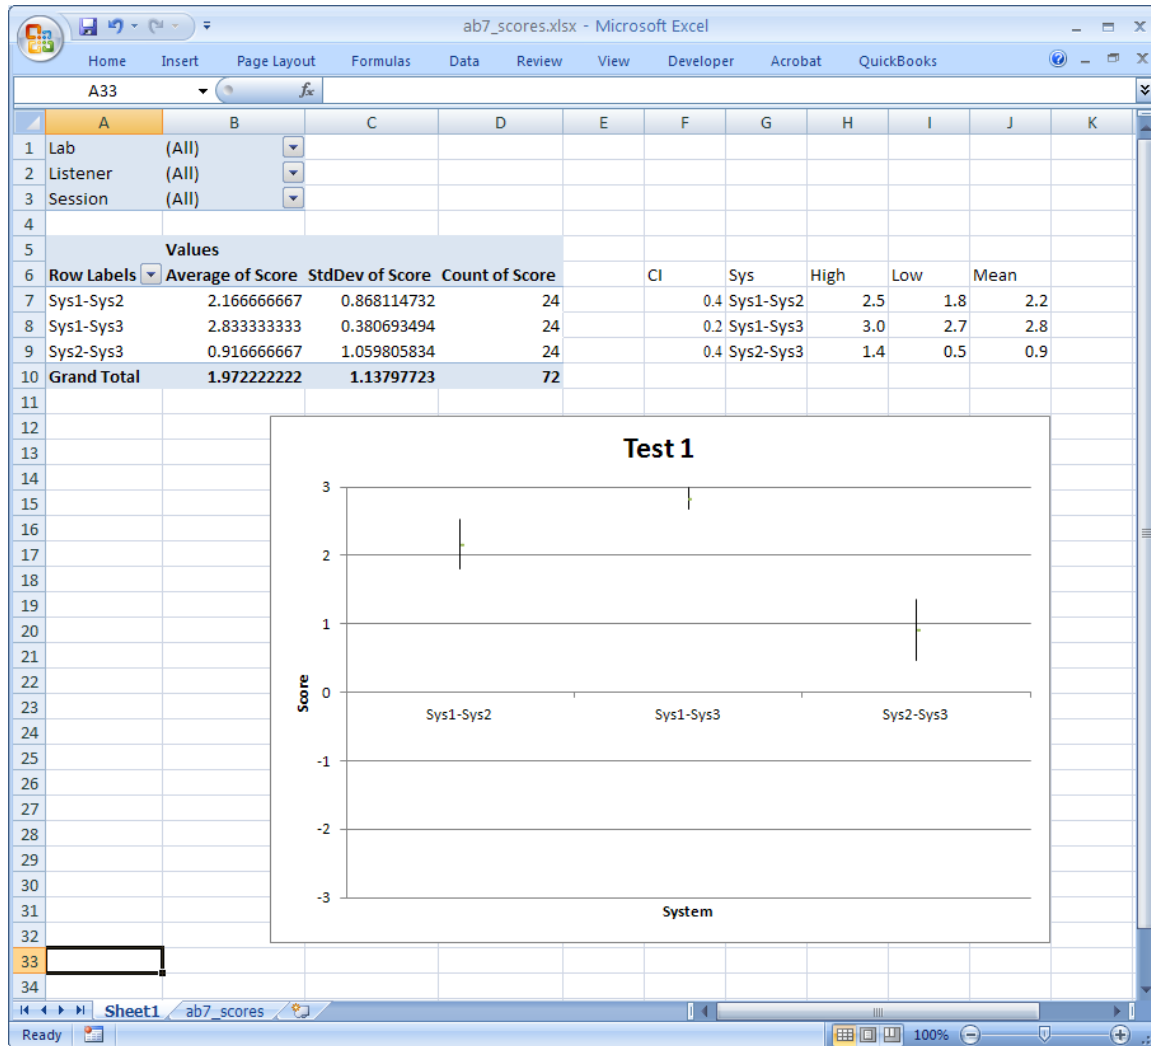 ab7_scores.xlsx - Microsoft Excel
Home Insert Page Layout Formulas Data Review View Developer Acrobat QuickBooks
A33 fx
A B C D E F G H I J K
1 Lab (All)
2 Listener (All)
3 Session (All)
4
5 Values
6 Row Labels Average of Score StdDev of Score Count of Score CI Sys High Low Mean
7 Sys1-Sys2 2.166666667 0.868114732 24 0.4 Sys1-Sys2 2.5 1.8 2.2
8 Sys1-Sys3 2.833333333 0.380693494 24 0.2 Sys1-Sys3 3.0 2.7 2.8
9 Sys2-Sys3 0.916666667 1.059805834 24 0.4 Sys2-Sys3 1.4 0.5 0.9
10 Grand Total 1.972222222 1.13797723 72
11
12
13 Test 1
14
15 3
16
17 2
18
19
20 1
21
22
23 Score 0
24 Sys1-Sys2 Sys1-Sys3 Sys2-Sys3
25
26 -1
27
28 -2
29
30
31 -3 System
32
33
34
Sheet1 ab7_scores
Ready 100%